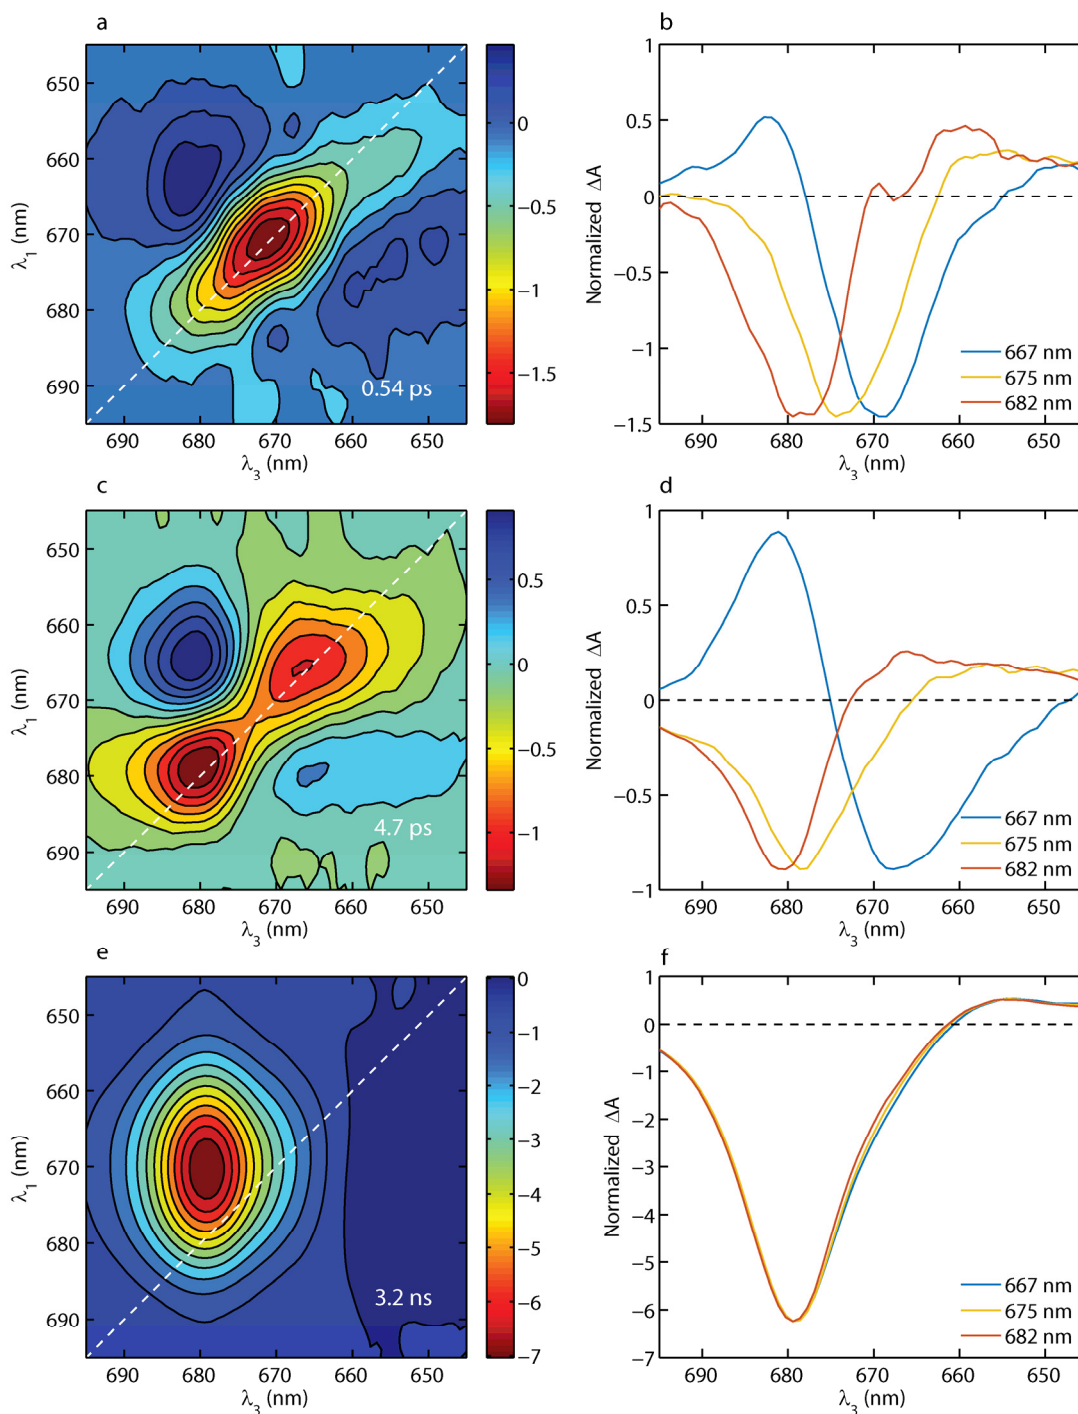 a
650
660
670
680
690
λ1 (nm)
690 680 670 660 650
λ3 (nm)
0.54 ps
0
−0.5
−1
−1.5
b
1
0.5
0
−0.5
−1
−1.5
Normalized ΔA
690 680 670 660 650
λ3 (nm)
667 nm
675 nm
682 nm
c
650
660
670
680
690
λ1 (nm)
690 680 670 660 650
λ3 (nm)
4.7 ps
0.5
0
−0.5
−1
d
1
0.5
0
−0.5
−1
Normalized ΔA
690 680 670 660 650
λ3 (nm)
667 nm
675 nm
682 nm
e
650
660
670
680
690
λ1 (nm)
690 680 670 660 650
λ3 (nm)
3.2 ns
0
−1
−2
−3
−4
−5
−6
−7
f
1
0
−1
−2
−3
−4
−5
−6
−7
Normalized ΔA
690 680 670 660 650
λ3 (nm)
667 nm
675 nm
682 nm